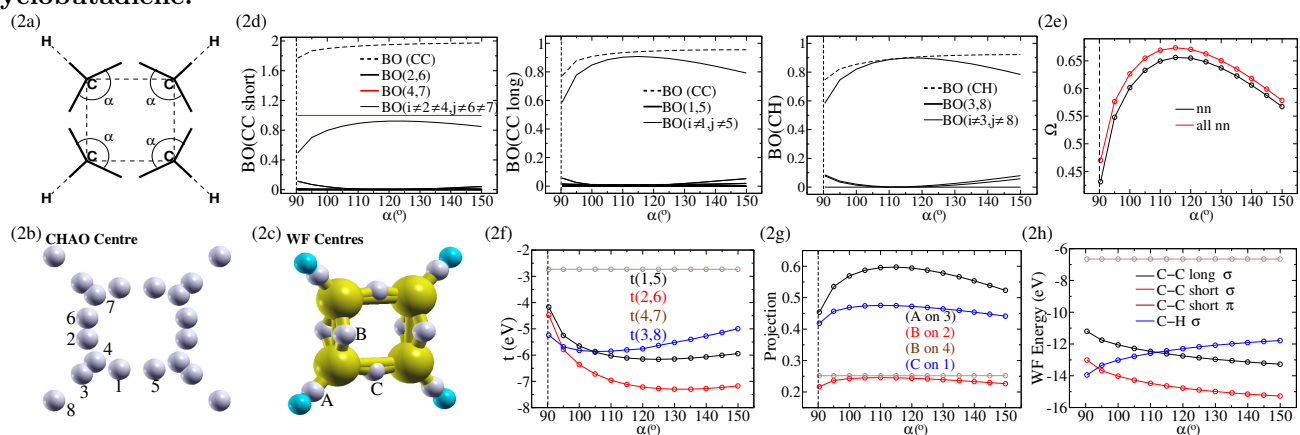 yclobutadiene.
(2a)
H H
C C
α α
α α
C C
H H
(2d)
BO(CC short)
2
1.6
1.2
0.8
0.4
0
BO (CC)
BO(2,6)
BO(4,7)
BO(i≠2≠4,j≠6≠7)
90 100 110 120 130 140 150
α(°)
BO(CC long)
1
0.8
0.6
0.4
0.2
0
BO (CC)
BO(1,5)
BO(i≠1,j≠5)
90 100 110 120 130 140 150
α(°)
BO(CH)
1
0.8
0.6
0.4
0.2
0
BO (CH)
BO(3,8)
BO(i≠3,j≠8)
90 100 110 120 130 140 150
α(°)
(2e)
Ω
0.7
0.65
0.6
0.55
0.5
0.45
nn
all nn
90 100 110 120 130 140 150
α(°)
(2b) CHAO Centre
7
6
2
4
3 1 5
8
(2c) WF Centres
B
A C
(2f)
t (eV)
-2
-3
-4
-5
-6
-7
-8
t(1,5)
t(2,6)
t(4,7)
t(3,8)
90 100 110 120 130 140 150
α(°)
(2g)
Projection
0.7
0.6
0.5
0.4
0.3
0.2
(A on 3)
(B on 2)
(B on 4)
(C on 1)
90 100 110 120 130 140 150
α(°)
(2h)
WF Energy (eV)
-6
-8
-10
-12
-14
-16
C−C long σ
C−C short σ
C−C short π
C−H σ
90 100 110 120 130 140 150
α(°)